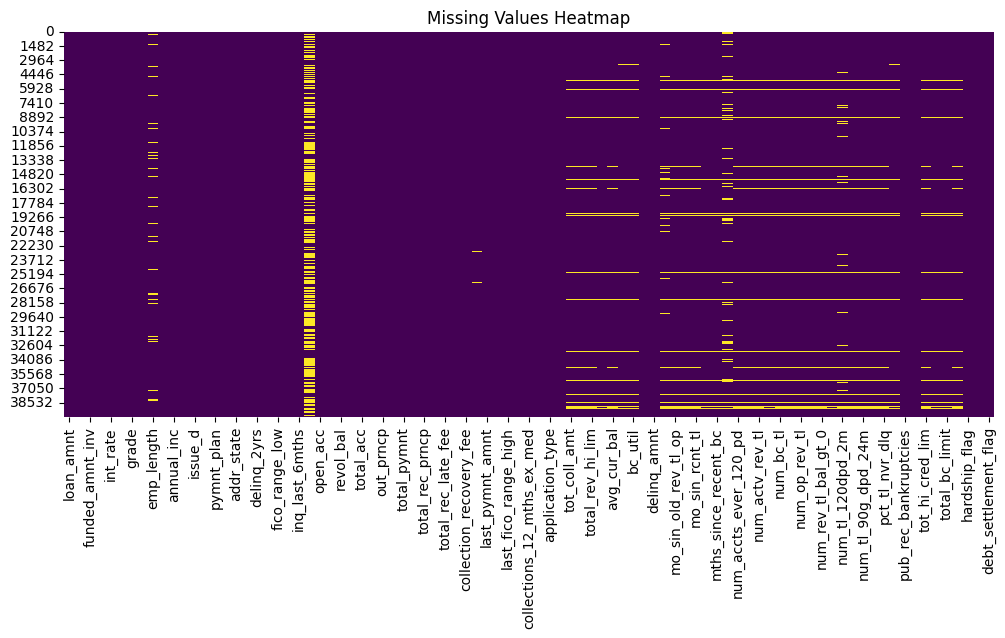 Missing Values Heatmap
0
1482
2964
4446
5928
7410
8892
10374
11856
13338
14820
16302
17784
19266
20748
22230
23712
25194
26676
28158
29640
31122
32604
34086
35568
37050
38532
loan_amnt
funded_amnt_inv
int_rate
grade
emp_length
annual_inc
issue_d
pymnt_plan
addr_state
delinq_2yrs
fico_range_low
inq_last_6mths
open_acc
revol_bal
total_acc
out_prncp
total_pymnt
total_rec_prncp
total_rec_late_fee
collection_recovery_fee
last_pymnt_amnt
last_fico_range_high
collections_12_mths_ex_med
application_type
tot_coll_amt
total_rev_hi_lim
avg_cur_bal
bc_util
delinq_amnt
mo_sin_old_rev_tl_op
mo_sin_rcnt_tl
mths_since_recent_bc
num_accts_ever_120_pd
num_actv_rev_tl
num_bc_tl
num_op_rev_tl
num_rev_tl_bal_gt_0
num_tl_120dpd_2m
num_tl_90g_dpd_24m
pct_tl_nvr_dlq
pub_rec_bankruptcies
tot_hi_cred_lim
total_bc_limit
hardship_flag
debt_settlement_flag